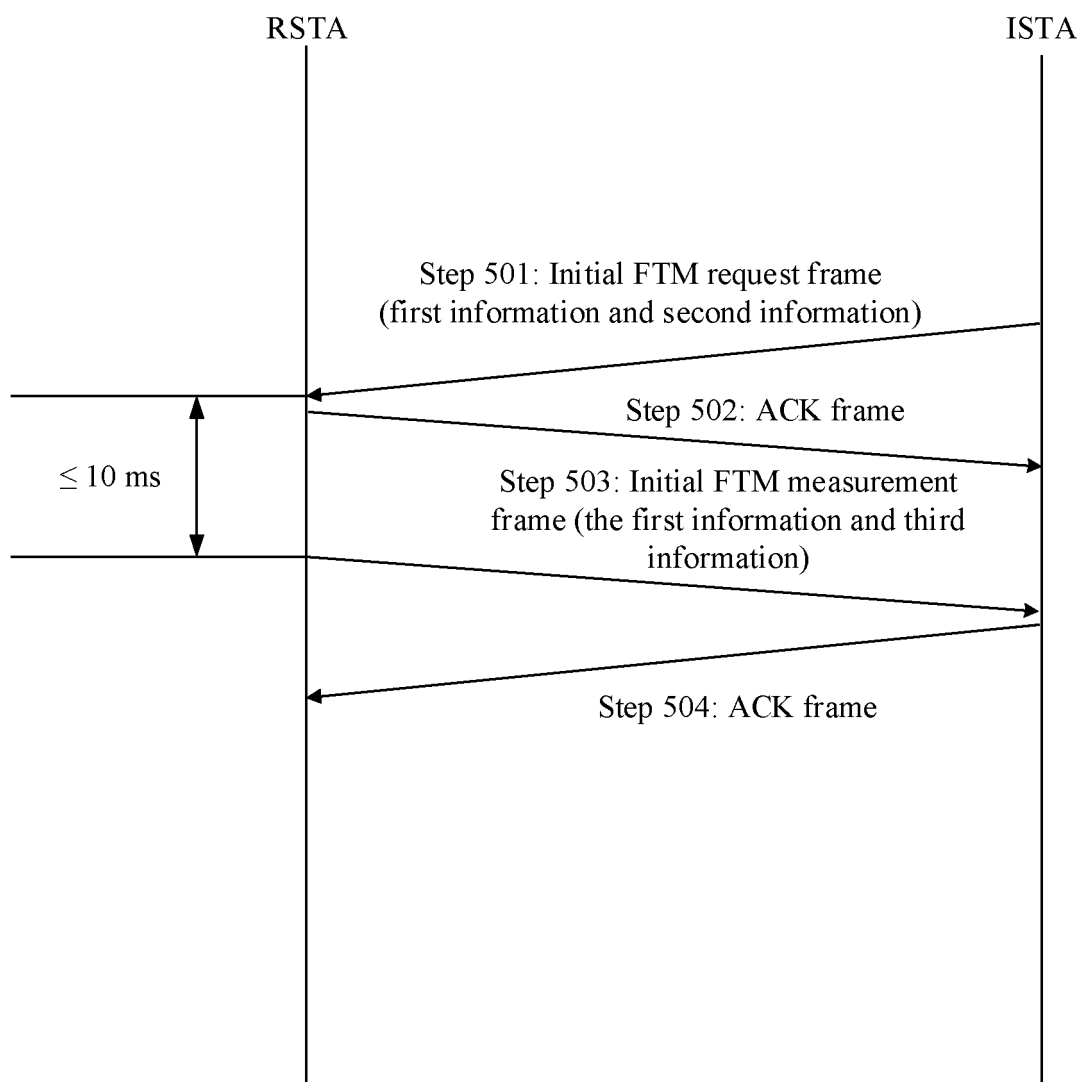 RSTA
ISTA
Step 501: Initial FTM request frame
(first information and second information)
Step 502: ACK frame
≤ 10 ms
Step 503: Initial FTM measurement
frame (the first information and third
information)
Step 504: ACK frame